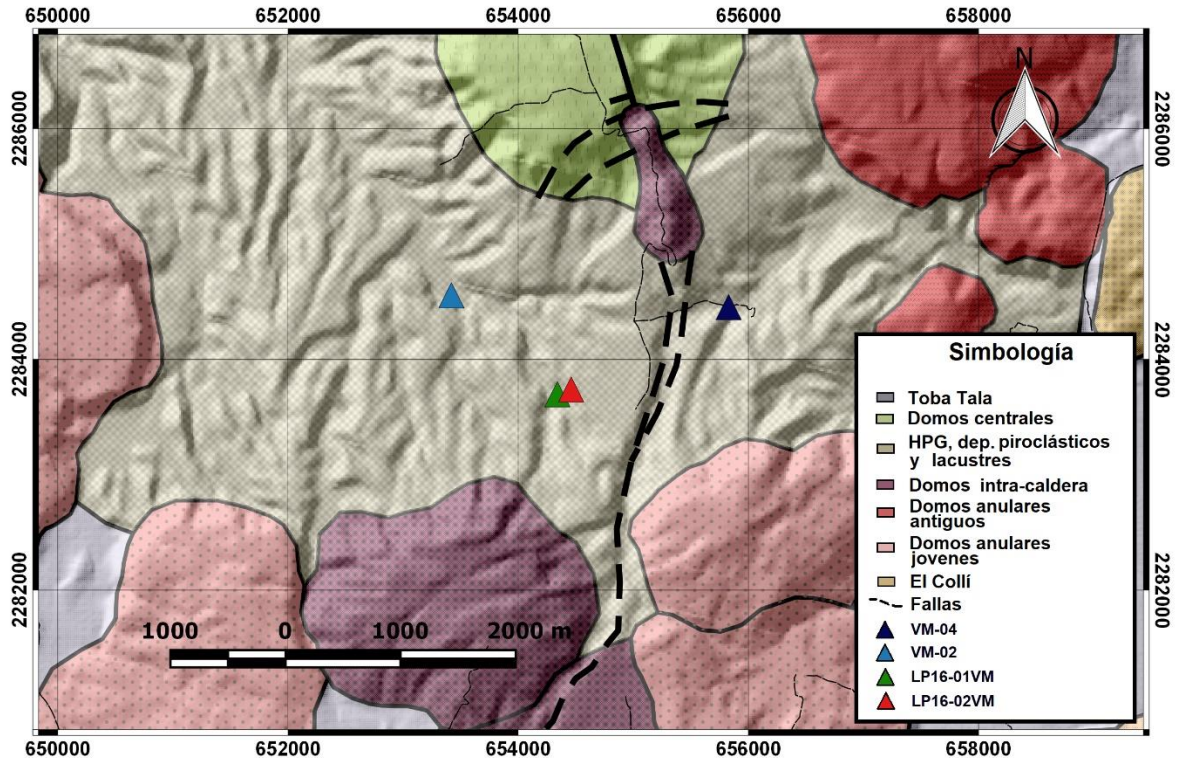 650000 652000 654000 656000 658000
N
2286000 2286000
2284000 2284000
2282000 2282000
Simbología
Toba Tala
Domos centrales
HPG, dep. piroclásticos
y lacustres
Domos intra-caldera
Domos anulares
antiguos
Domos anulares
jovenes
El Collí
Fallas
VM-04
VM-02
LP16-01VM
LP16-02VM
1000 0 1000 2000 m
650000 652000 654000 656000 658000